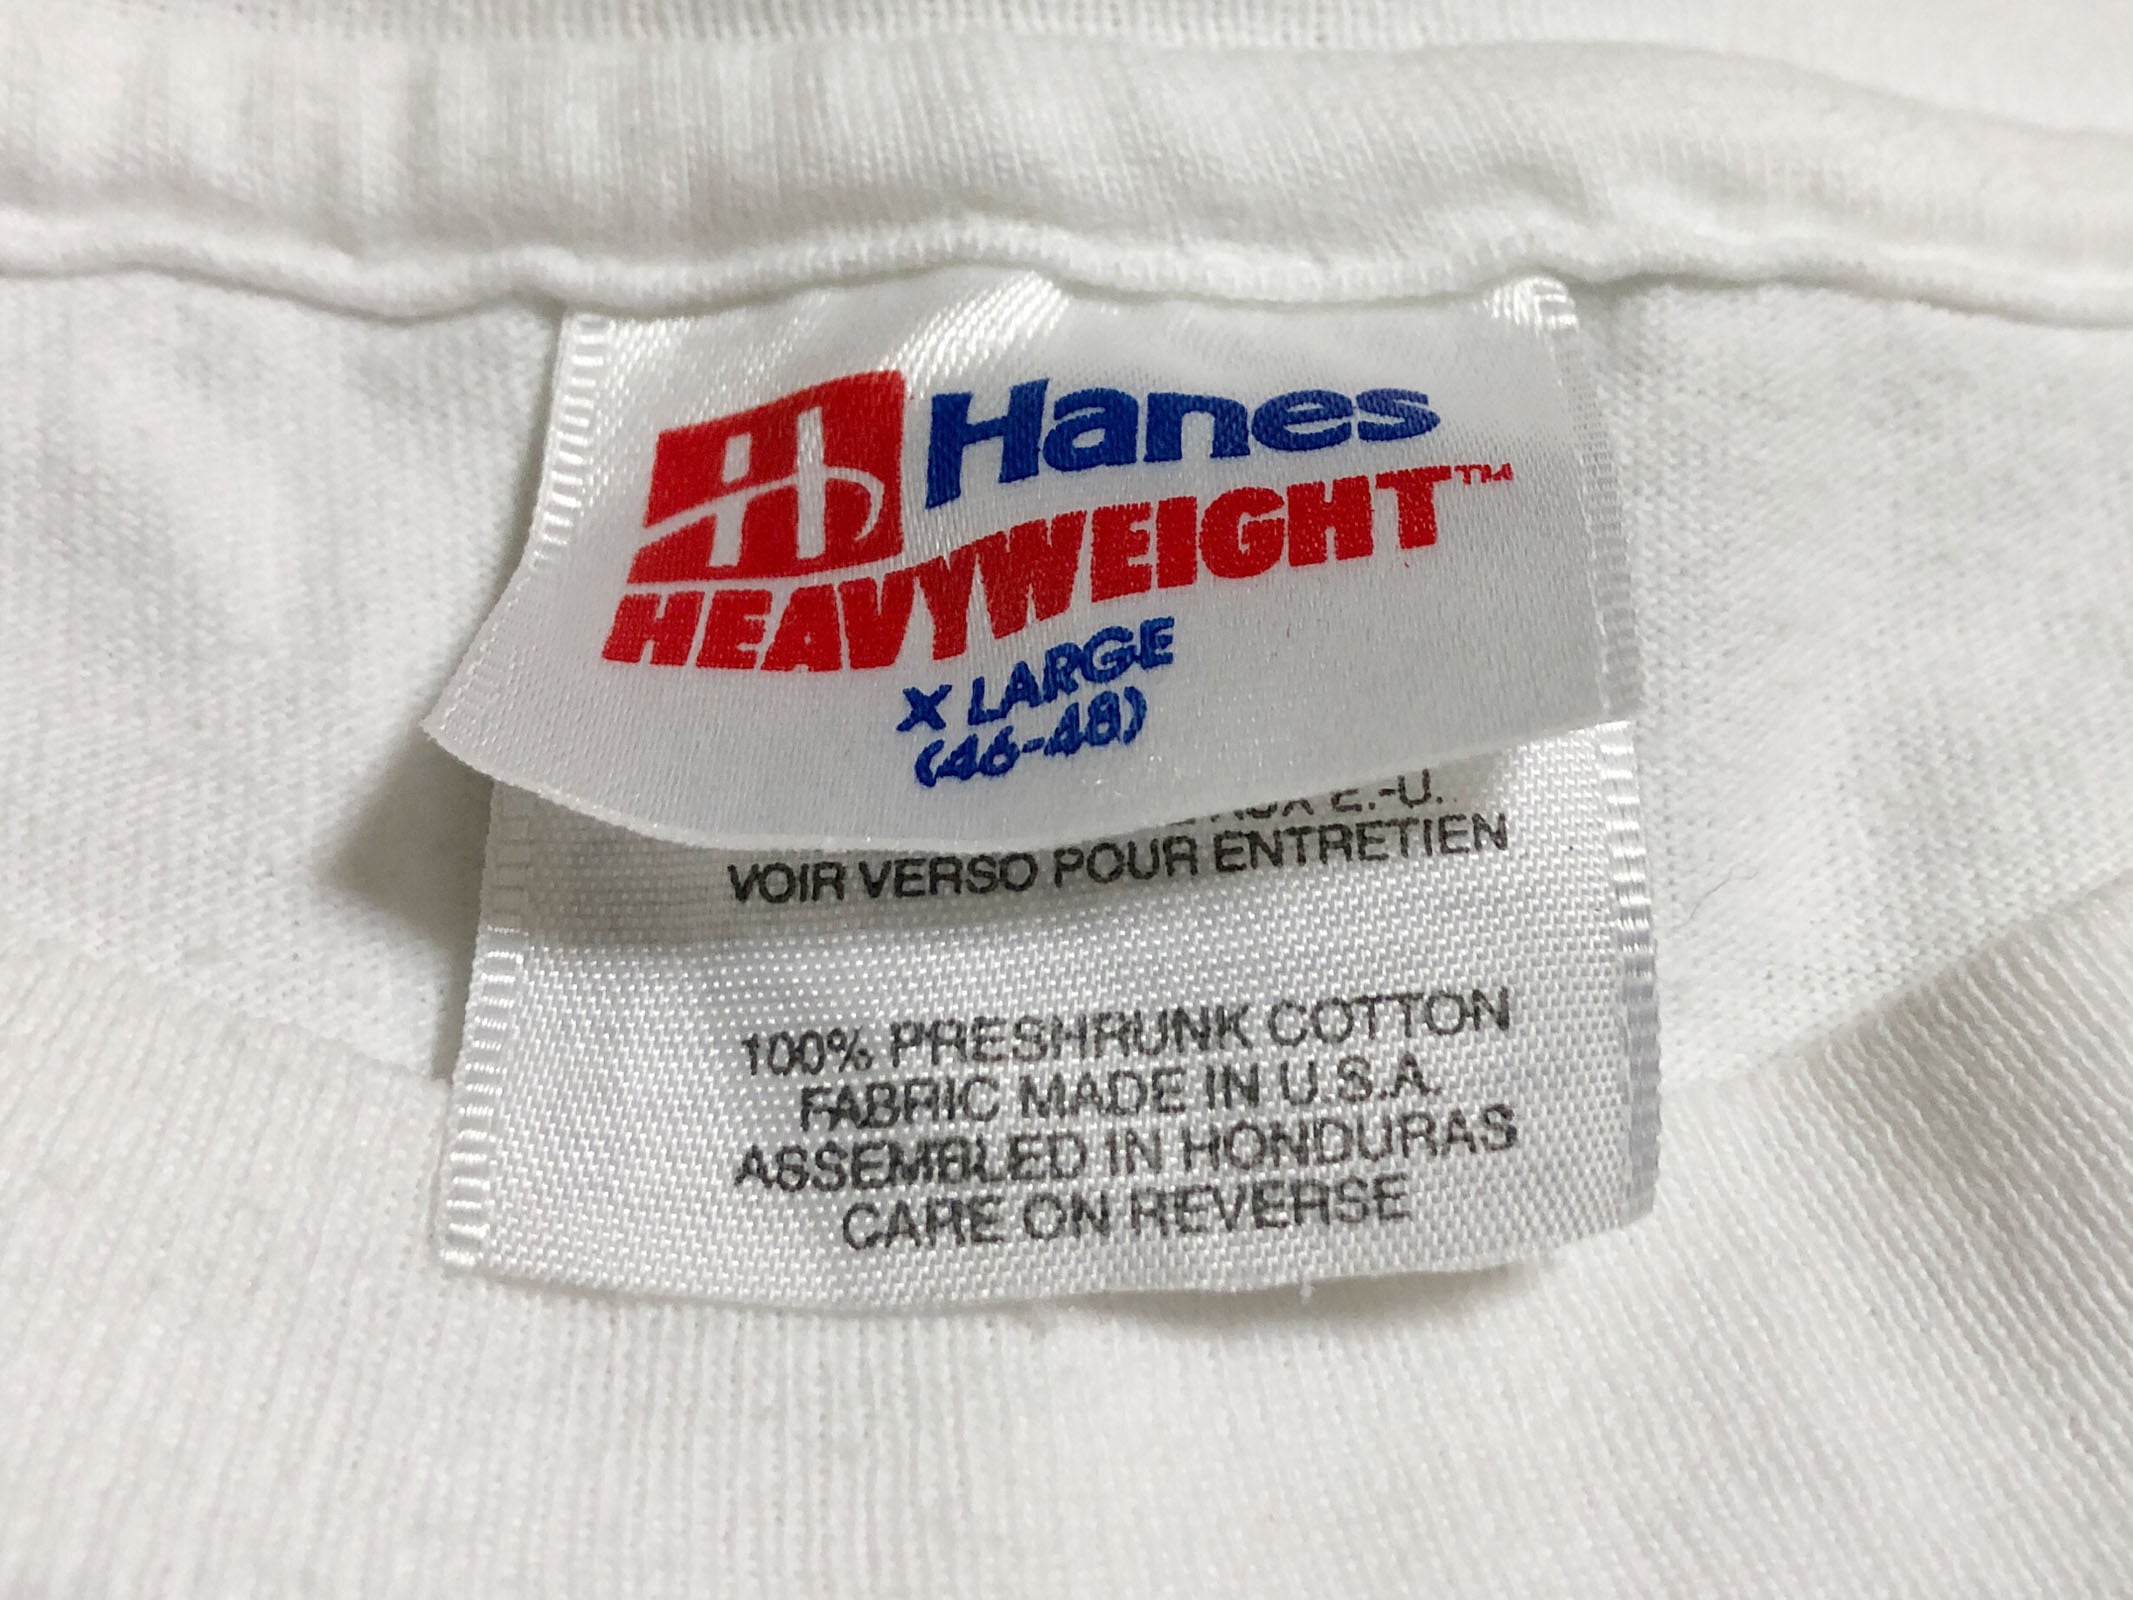 Hanes
HEAVYWEIGHT™
X LARGE
(46-48)
E.-U.
VOIR VERSO POUR ENTRETIEN
100% PRESHRUNK COTTON
FABRIC MADE IN U.S.A.
ASSEMBLED IN HONDURAS
CARE ON REVERSE